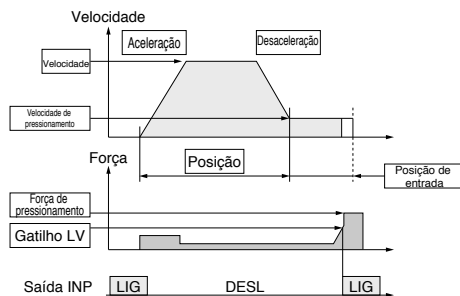 Velocidade
Aceleração
Desaceleração
Velocidade
Velocidade de
pressionamento
Força
Posição
Posição de
entrada
Força de
pressionamento
Gatilho LV
Saída INP
LIG
DESL
LIG